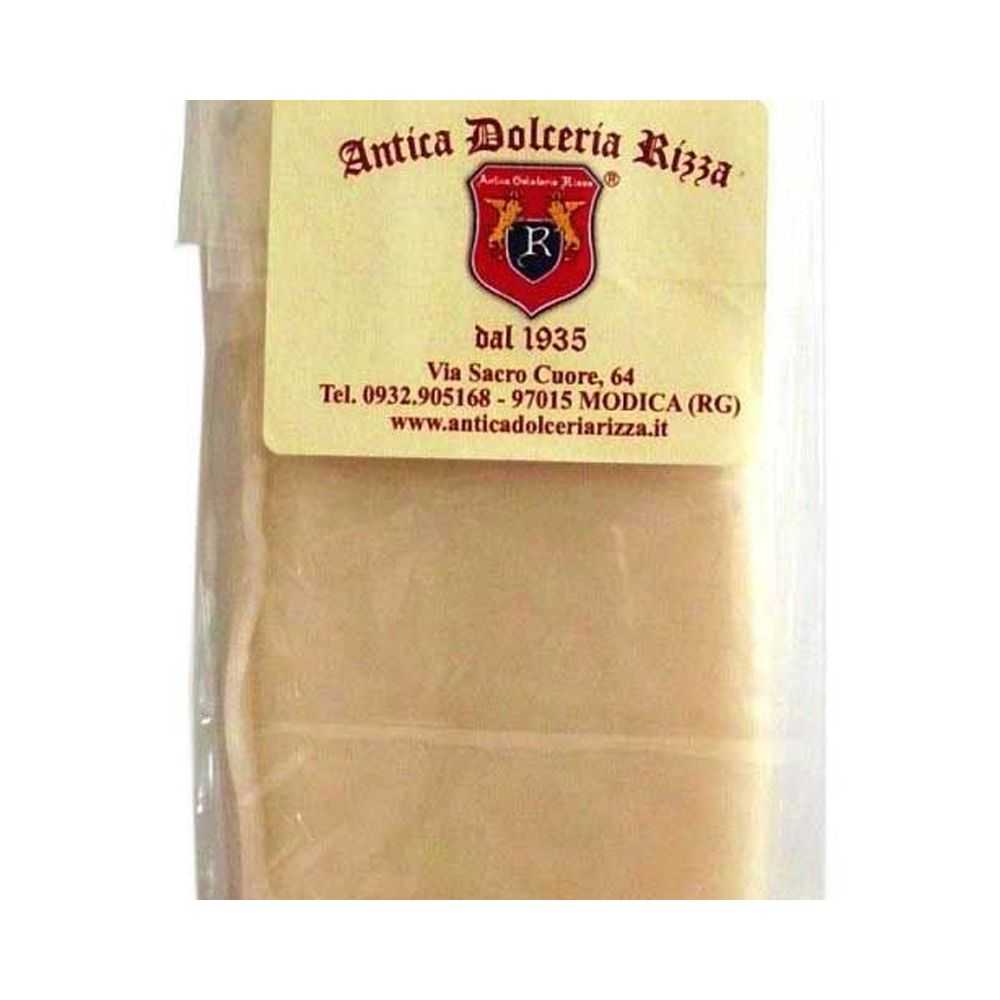 Antica Dolceria Rizza
Antica Dolceria Rizza
®
R
dal 1935
Via Sacro Cuore, 64
Tel. 0932.905168 - 97015 MODICA (RG)
www.anticadolceriarizza.it